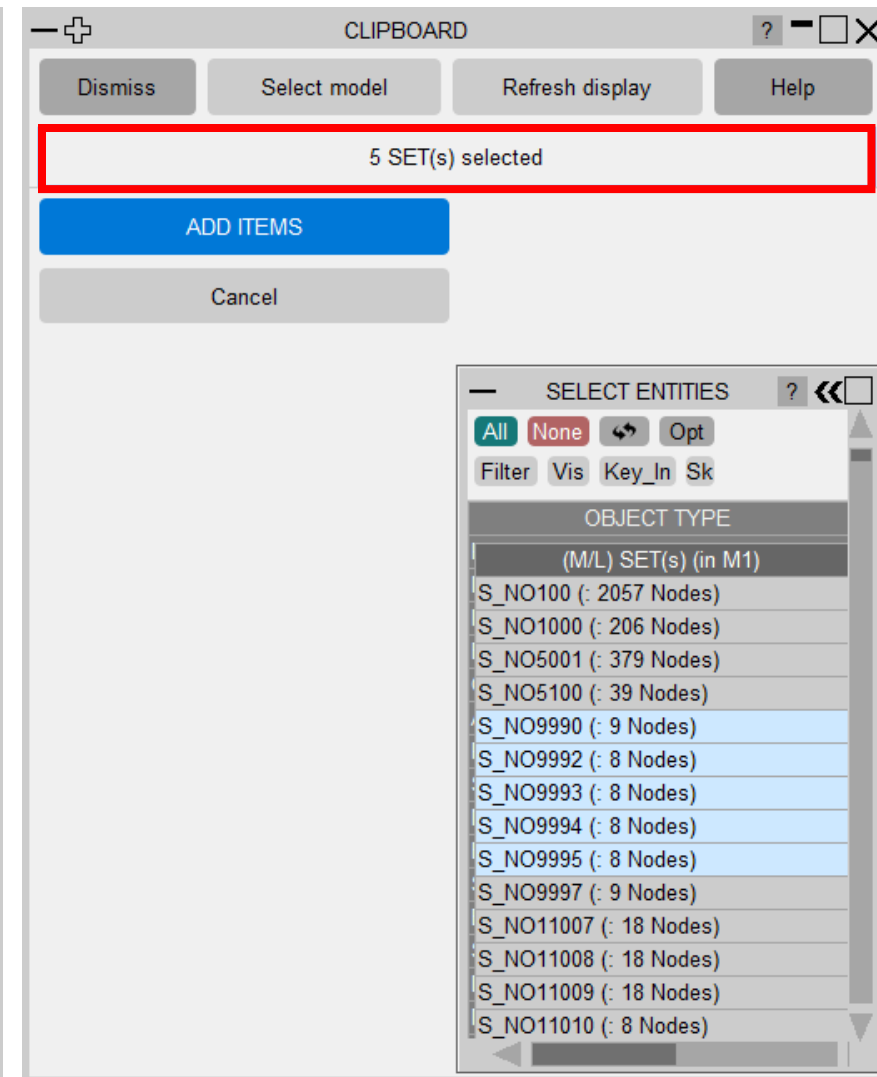 CLIPBOARD ?
Dismiss Select model Refresh display Help
5 SET(s) selected
ADD ITEMS
Cancel
SELECT ENTITIES ?
All None Opt
Filter Vis Key_In Sk
OBJECT TYPE
(M/L) SET(s) (in M1)
S_NO100 (: 2057 Nodes)
S_NO1000 (: 206 Nodes)
S_NO5001 (: 379 Nodes)
S_NO5100 (: 39 Nodes)
S_NO9990 (: 9 Nodes)
S_NO9992 (: 8 Nodes)
S_NO9993 (: 8 Nodes)
S_NO9994 (: 8 Nodes)
S_NO9995 (: 8 Nodes)
S_NO9997 (: 9 Nodes)
S_NO11007 (: 18 Nodes)
S_NO11008 (: 18 Nodes)
S_NO11009 (: 18 Nodes)
S_NO11010 (: 8 Nodes)